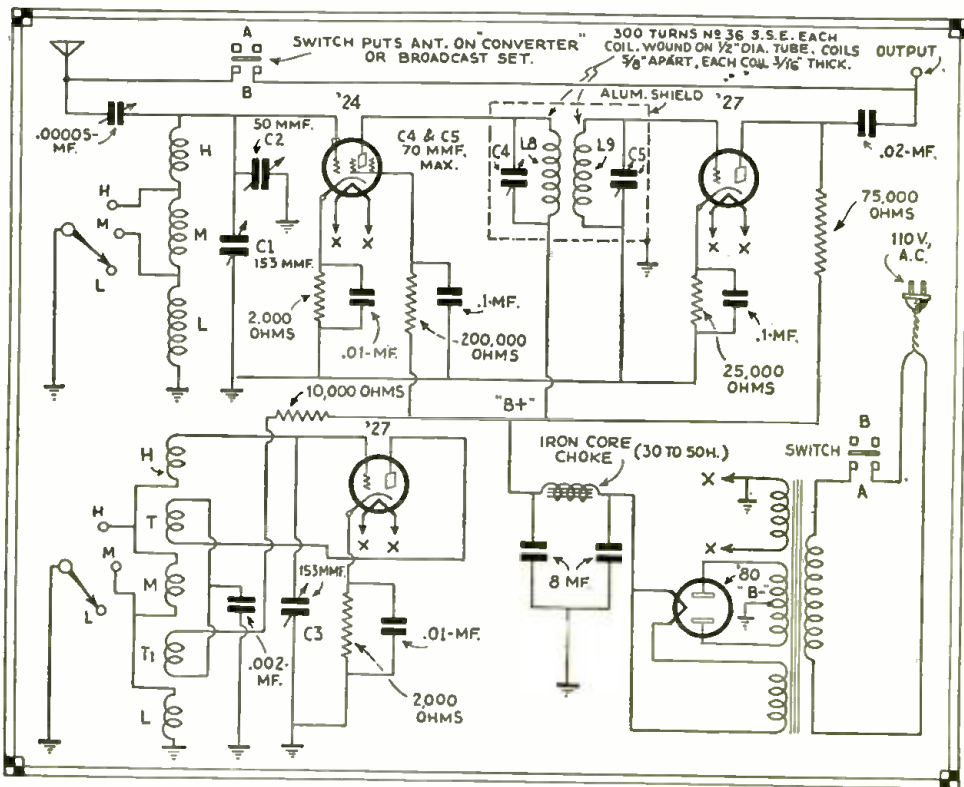 A
SWITCH PUTS ANT. ON "CONVERTER"
OR BROADCAST SET.
B
300 TURNS Nº 36 S.S.E. EACH
COIL. WOUND ON 1/2" DIA. TUBE. COILS
5/8" APART, EACH COIL 3/16" THICK.
OUTPUT
ALUM. SHIELD
'24
'27
.00005-
MF.
50 MMF.
C2
C4 & C5
70 MMF.
MAX.
C4
L8
L9
C5
.02-MF.
H
H
M
M
L
L
C1
153 MMF.
X X
X X
75,000
OHMS
110 V.,
A.C.
2,000
OHMS
.01-MF.
.1-MF.
200,000
OHMS
.1-MF.
25,000
OHMS
10,000 OHMS
"B+"
'27
H
H
T
M
M
L
T1
L
.002-
MF.
153 MMF.
C3
X X
.01-MF.
2,000
OHMS
IRON CORE
CHOKE (30 TO 50H.)
8 MF.
SWITCH
B
A
X
X
'80
"B-"